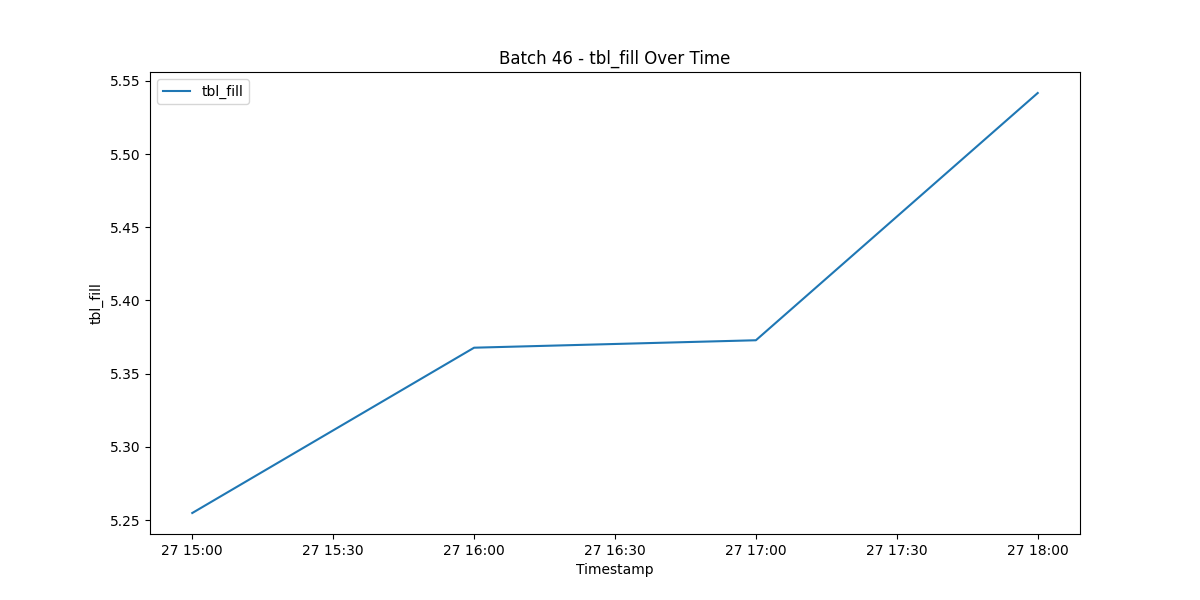 Batch 46 - tbl_fill Over Time
tbl_fill
tbl_fill
5.55
5.50
5.45
5.40
5.35
5.30
5.25
27 15:00 27 15:30 27 16:00 27 16:30 27 17:00 27 17:30 27 18:00
Timestamp